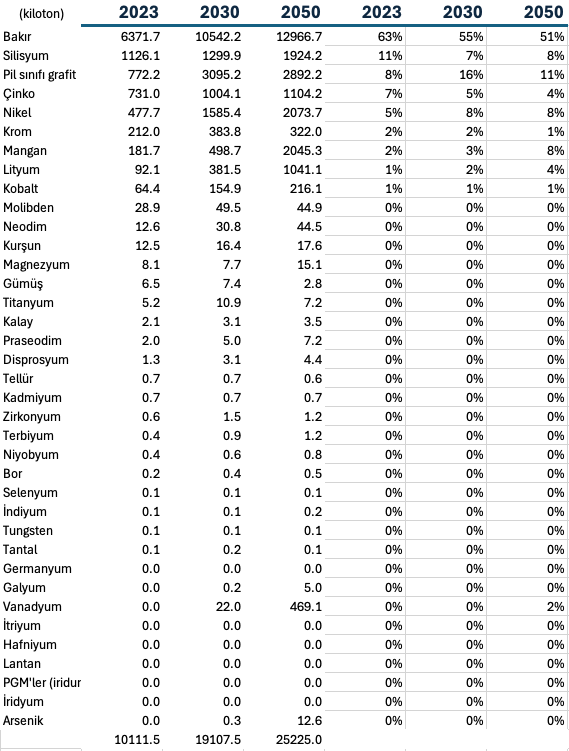 (kiloton) 2023 2030 2050 2023 2030 2050
Bakır 6371.7 10542.2 12966.7 63% 55% 51%
Silisyum 1126.1 1299.9 1924.2 11% 7% 8%
Pil sınıfı grafit 772.2 3095.2 2892.2 8% 16% 11%
Çinko 731.0 1004.1 1104.2 7% 5% 4%
Nikel 477.7 1585.4 2073.7 5% 8% 8%
Krom 212.0 383.8 322.0 2% 2% 1%
Mangan 181.7 498.7 2045.3 2% 3% 8%
Lityum 92.1 381.5 1041.1 1% 2% 4%
Kobalt 64.4 154.9 216.1 1% 1% 1%
Molibden 28.9 49.5 44.9 0% 0% 0%
Neodim 12.6 30.8 44.5 0% 0% 0%
Kurşun 12.5 16.4 17.6 0% 0% 0%
Magnezyum 8.1 7.7 15.1 0% 0% 0%
Gümüş 6.5 7.4 2.8 0% 0% 0%
Titanyum 5.2 10.9 7.2 0% 0% 0%
Kalay 2.1 3.1 3.5 0% 0% 0%
Praseodim 2.0 5.0 7.2 0% 0% 0%
Disprosyum 1.3 3.1 4.4 0% 0% 0%
Tellür 0.7 0.7 0.6 0% 0% 0%
Kadmiyum 0.7 0.7 0.7 0% 0% 0%
Zirkonyum 0.6 1.5 1.2 0% 0% 0%
Terbiyum 0.4 0.9 1.2 0% 0% 0%
Niyobyum 0.4 0.6 0.8 0% 0% 0%
Bor 0.2 0.4 0.5 0% 0% 0%
Selenyum 0.1 0.1 0.1 0% 0% 0%
İndiyum 0.1 0.1 0.2 0% 0% 0%
Tungsten 0.1 0.1 0.1 0% 0% 0%
Tantal 0.1 0.2 0.1 0% 0% 0%
Germanyum 0.0 0.0 0.0 0% 0% 0%
Galyum 0.0 0.2 5.0 0% 0% 0%
Vanadyum 0.0 22.0 469.1 0% 0% 2%
İtriyum 0.0 0.0 0.0 0% 0% 0%
Hafniyum 0.0 0.0 0.0 0% 0% 0%
Lantan 0.0 0.0 0.0 0% 0% 0%
PGM'ler (iridur 0.0 0.0 0.0 0% 0% 0%
İridyum 0.0 0.0 0.0 0% 0% 0%
Arsenik 0.0 0.3 12.6 0% 0% 0%
10111.5 19107.5 25225.0